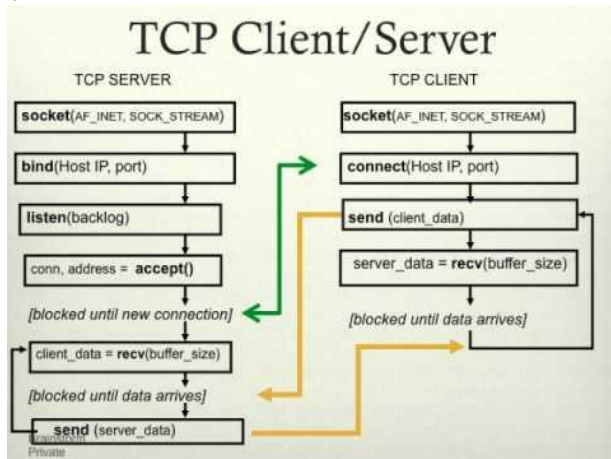 TCP Client/Server
TCP SERVER
socket(AF_INET, SOCK_STREAM)
bind(Host IP, port)
listen(backlog)
conn, address = accept()
[blocked until new connection]
client_data = recv(buffer_size)
[blocked until data arrives]
send (server_data)
Brainstorm
Private
TCP CLIENT
socket(AF_INET, SOCK_STREAM)
connect(Host IP, port)
send (client_data)
server_data = recv(buffer_size)
[blocked until data arrives]